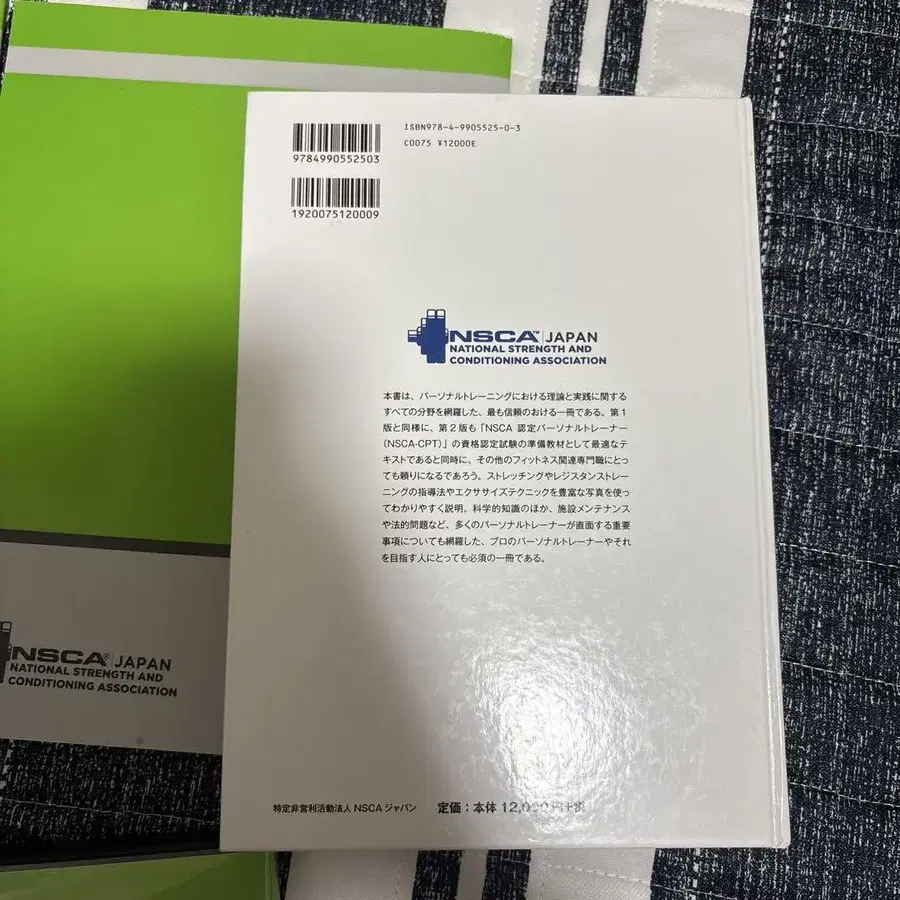 ISBN978-4-9905525-0-3
C0075 ¥12000E
9784990552503
1920075120009
NSCA™ JAPAN
NATIONAL STRENGTH AND
CONDITIONING ASSOCIATION
本書は、パーソナルトレーニングにおける理論と実践に関する
すべての分野を網羅した、最も信頼のおける一冊である。第1
版と同様に、第2版も「NSCA 認定パーソナルトレーナー
(NSCA-CPT)」の資格認定試験の準備教材として最適なテ
キストであると同時に、その他のフィットネス関連専門職にとっ
ても頼りになるであろう。ストレッチングやレジスタンストレー
ニングの指導法やエクササイズテクニックを豊富な写真を使っ
てわかりやすく説明。科学的知識のほか、施設メンテナンス
や法的問題など、多くのパーソナルトレーナーが直面する重要
事項についても網羅した、プロのパーソナルトレーナーやそれ
を目指す人にとっても必須の一冊である。
特定非営利活動法人 NSCAジャパン
定価：本体 12,000円+税
NSCA® JAPAN
NATIONAL STRENGTH AND
CONDITIONING ASSOCIATION